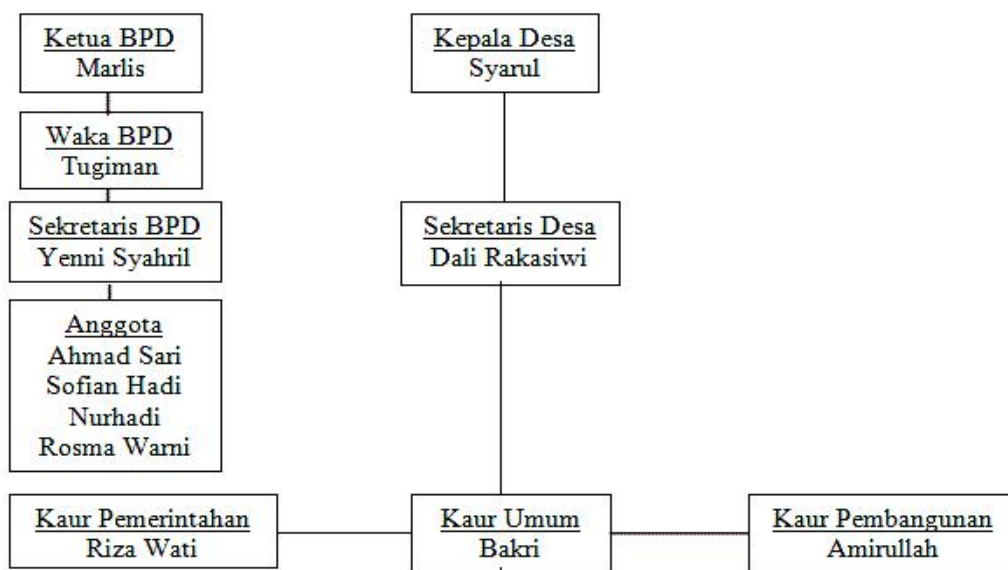 Ketua BPD
Marlis
Kepala Desa
Syarul
Waka BPD
Tugiman
Sekretaris BPD
Yenni Syahril
Sekretaris Desa
Dali Rakasiwi
Anggota
Ahmad Sari
Sofian Hadi
Nurhadi
Rosma Warni
Kaur Pemerintahan
Riza Wati
Kaur Umum
Bakri
Kaur Pembangunan
Amirullah